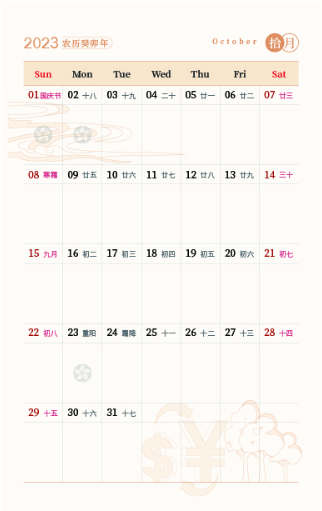 2023 农历癸卯年
October 拾月
Sun Mon Tue Wed Thu Fri Sat
01 国庆节 02 十八 03 十九 04 二十 05 廿一 06 廿二 07 廿三
08 寒露 09 廿五 10 廿六 11 廿七 12 廿八 13 廿九 14 三十
15 九月 16 初二 17 初三 18 初四 19 初五 20 初六 21 初七
22 初八 23 重阳 24 霜降 25 十一 26 十二 27 十三 28 十四
29 十五 30 十六 31 十七